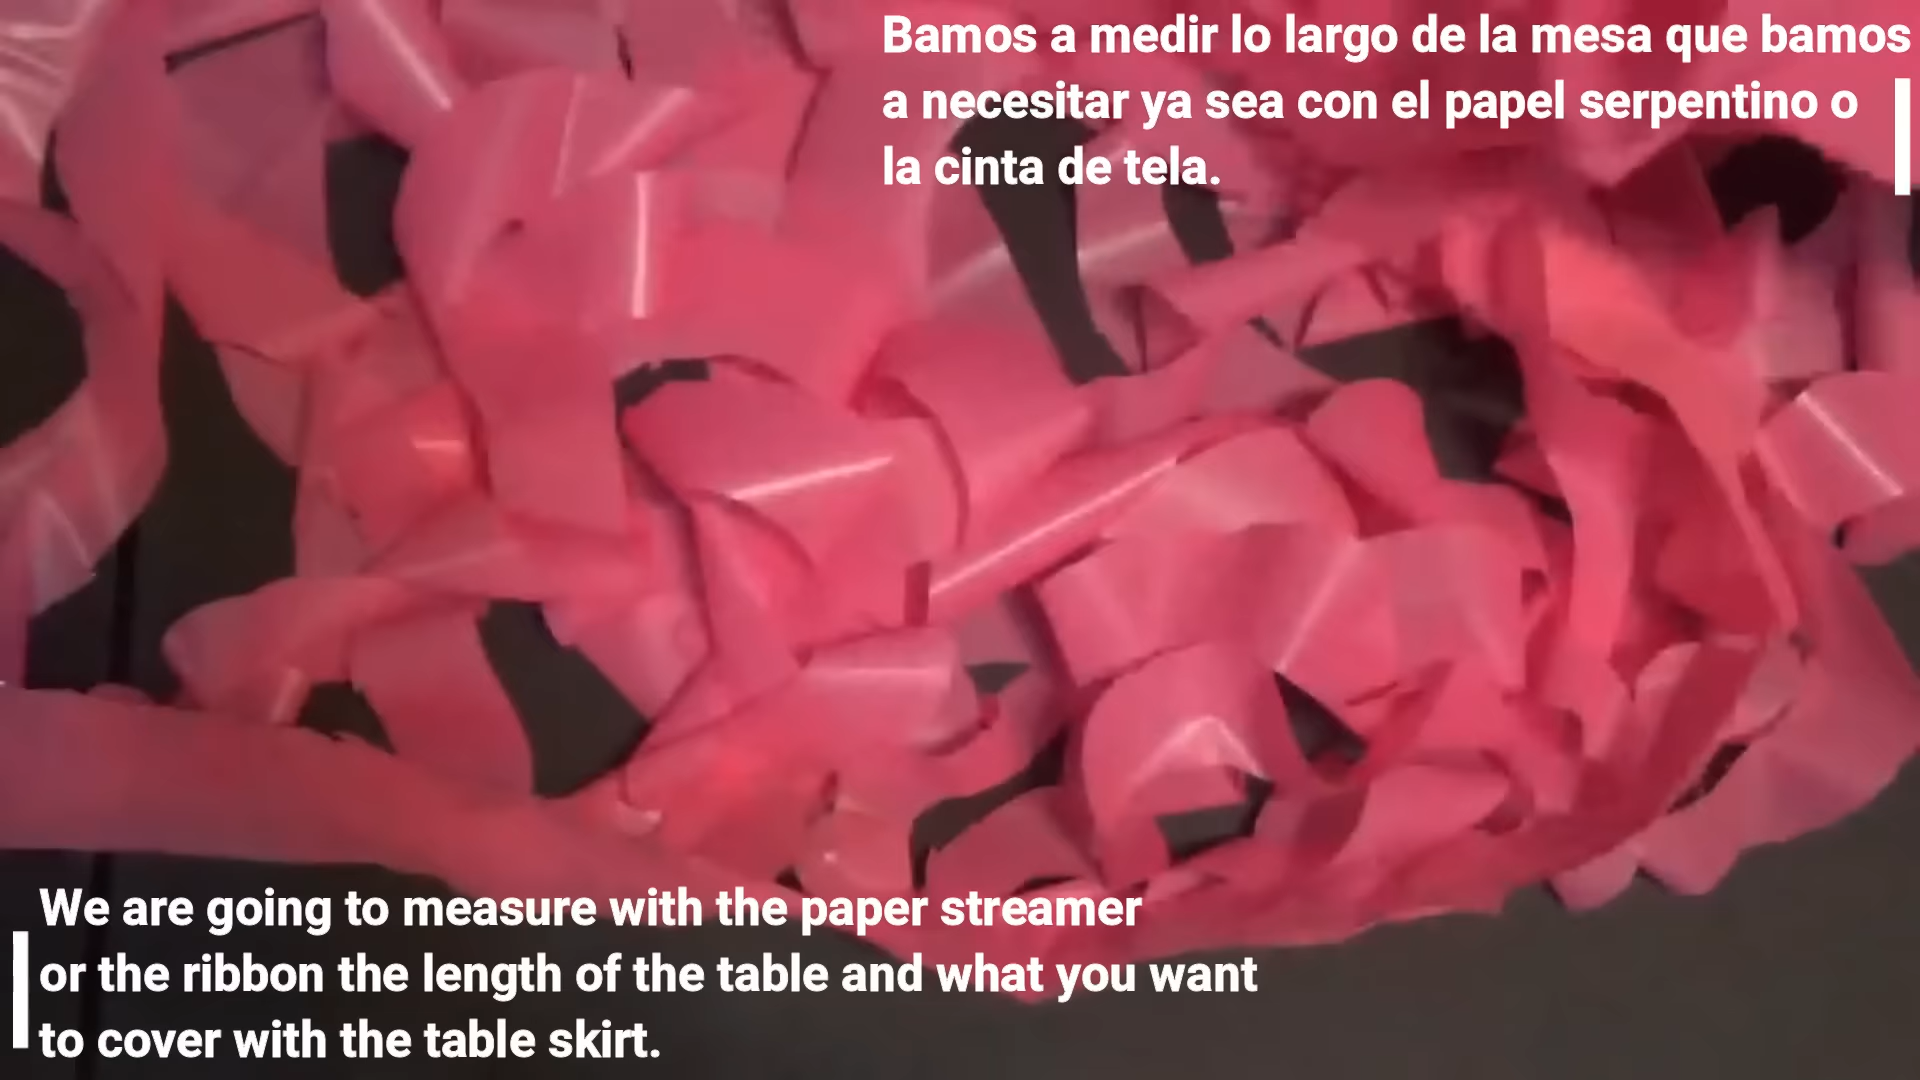 Bamos a medir lo largo de la mesa que bamos
a necesitar ya sea con el papel serpentino o
la cinta de tela.
We are going to measure with the paper streamer
or the ribbon the length of the table and what you want
to cover with the table skirt.